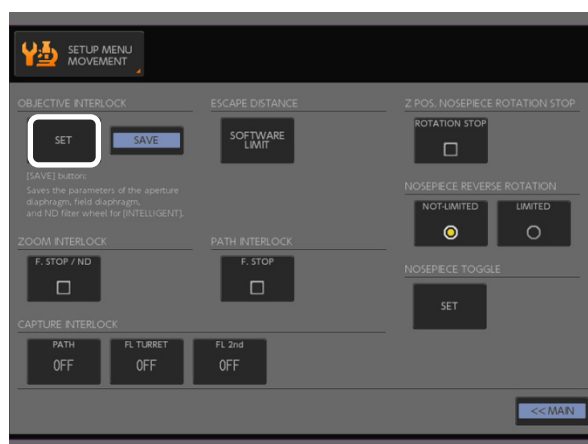 SETUP MENU
MOVEMENT
OBJECTIVE INTERLOCK
SET
SAVE
[SAVE] button:
Saves the parameters of the aperture
diaphragm, field diaphragm,
and ND filter wheel for [INTELLIGENT].
ESCAPE DISTANCE
SOFTWARE
LIMIT
Z POS. NOSEPIECE ROTATION STOP
ROTATION STOP
NOSEPIECE REVERSE ROTATION
NOT-LIMITED
LIMITED
ZOOM INTERLOCK
F. STOP / ND
PATH INTERLOCK
F. STOP
NOSEPIECE TOGGLE
SET
CAPTURE INTERLOCK
PATH
OFF
FL TURRET
OFF
FL 2nd
OFF
<< MAIN